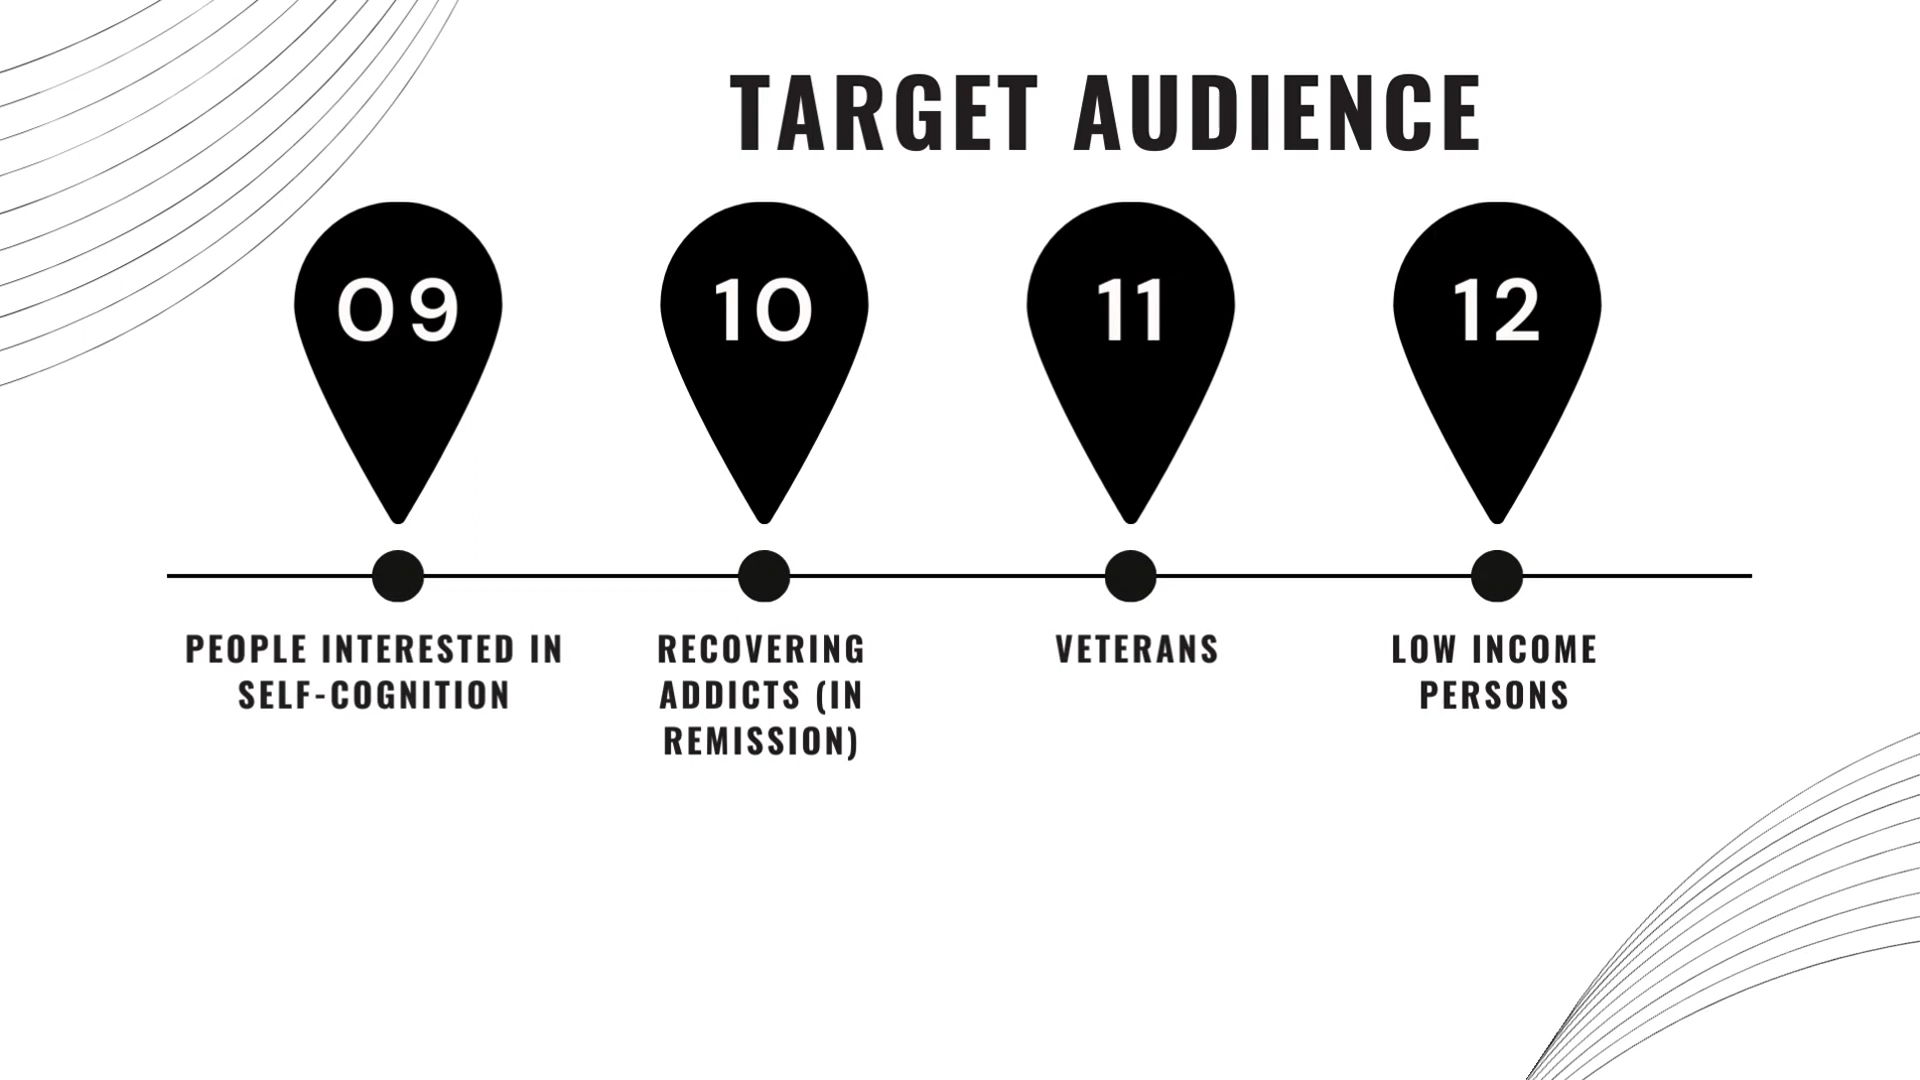 TARGET AUDIENCE
09
10
11
12
PEOPLE INTERESTED IN
SELF-COGNITION
RECOVERING
ADDICTS (IN
REMISSION)
VETERANS
LOW INCOME
PERSONS